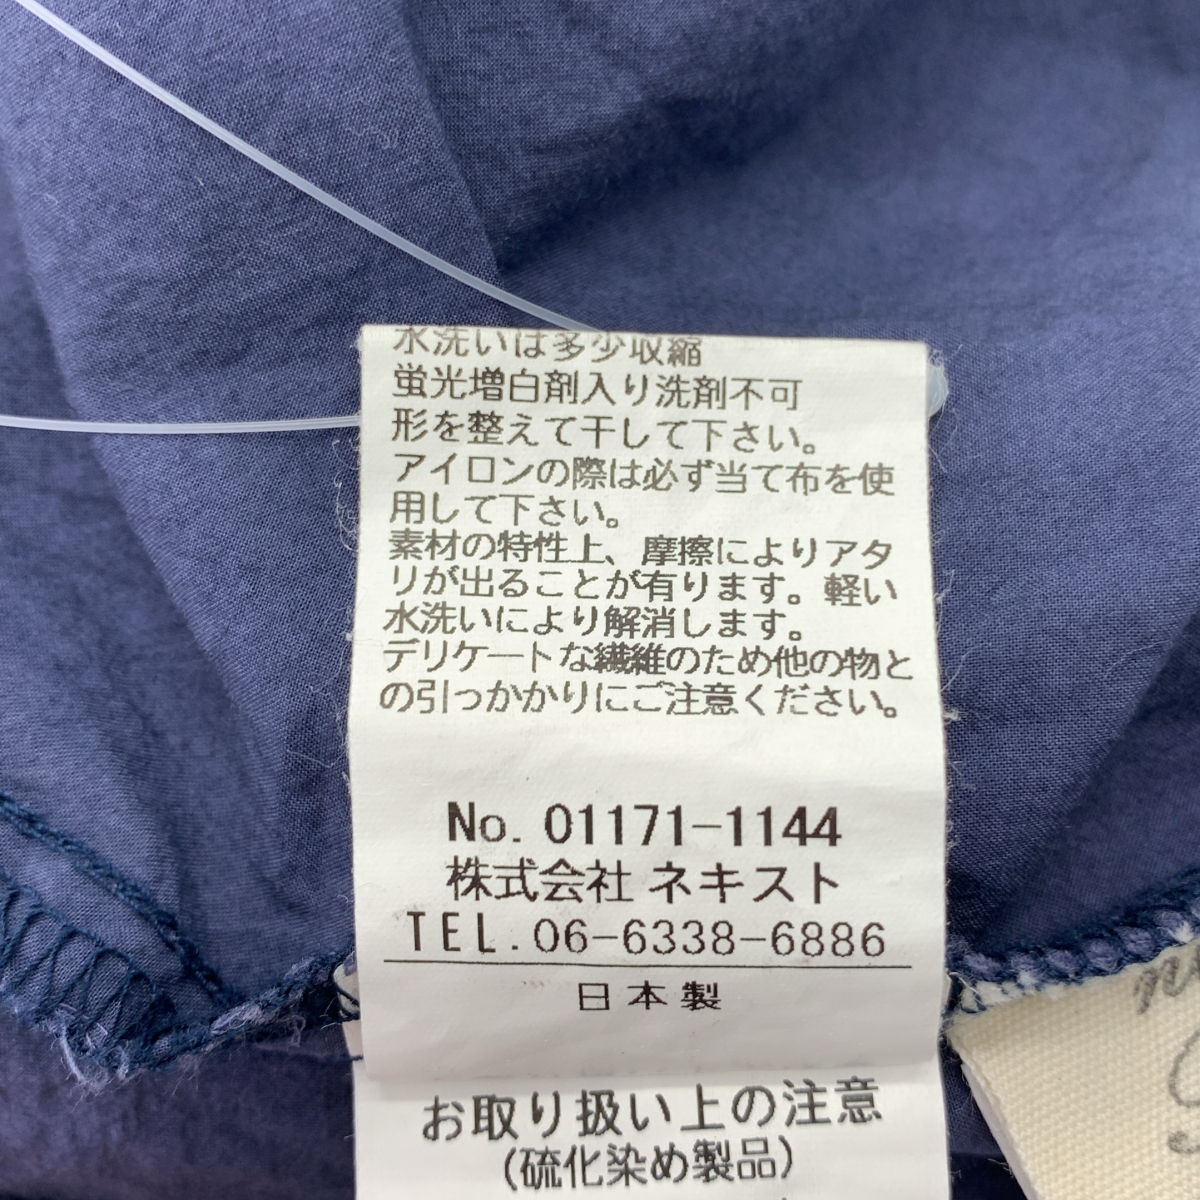 水洗いは多少収縮
蛍光増白剤入り洗剤不可
形を整えて干して下さい。
アイロンの際は必ず当て布を使
用して下さい。
素材の特性上、摩擦によりアタ
リが出ることが有ります。軽い
水洗いにより解消します。
デリケートな繊維のため他の物と
の引っかかりにご注意ください。
No. 01171-1144
株式会社 ネキスト
TEL.06-6338-6886
日本製
お取り扱い上の注意
(硫化染め製品)